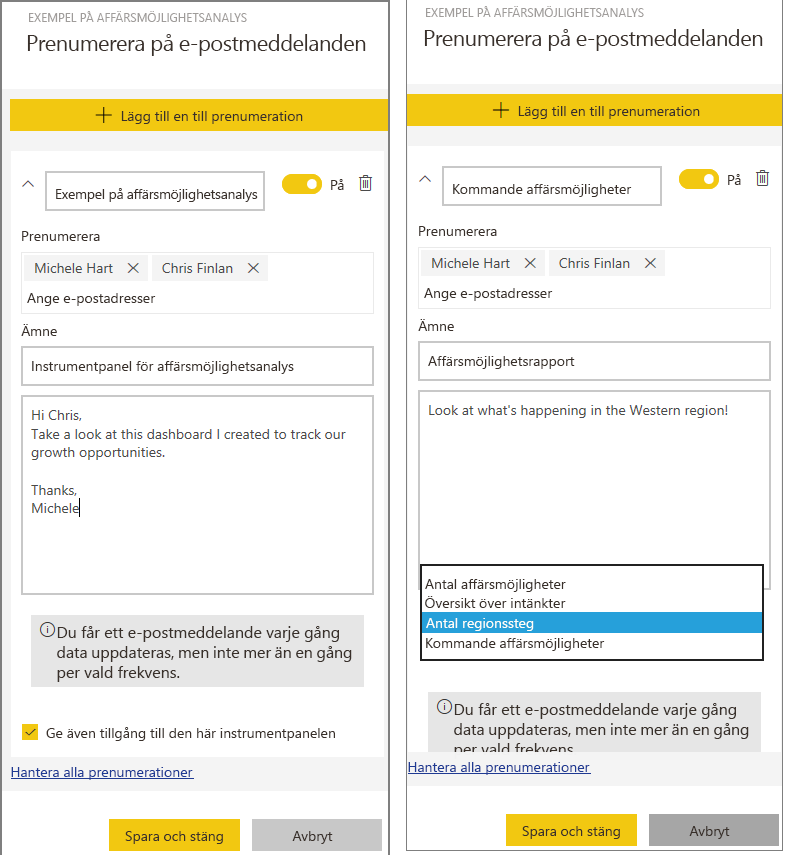 EXEMPEL PÅ AFFÄRSMÖJLIGHETSANALYS
Prenumerera på e-postmeddelanden
Lägg till en till prenumeration
Exempel på affärsmöjlighetsanalys
På
Prenumerera
Michele Hart
Chris Finlan
Ange e-postadresser
Ämne
Instrumentpanel för affärsmöjlighetsanalys
Hi Chris,
Take a look at this dashboard I created to track our
growth opportunities.
Thanks,
Michele
Du får ett e-postmeddelande varje gång
data uppdateras, men inte mer än en gång
per vald frekvens.
Ge även tillgång till den här instrumentpanelen
Hantera alla prenumerationer
Spara och stäng
Avbryt
EXEMPEL PÅ AFFÄRSMÖJLIGHETSANALYS
Prenumerera på e-postmeddelanden
Lägg till en till prenumeration
Kommande affärsmöjligheter
På
Prenumerera
Michele Hart
Chris Finlan
Ange e-postadresser
Ämne
Affärsmöjlighetsrapport
Look at what's happening in the Western region!
Antal affärsmöjligheter
Översikt över intänkter
Antal regionssteg
Kommande affärsmöjligheter
Du får ett e-postmeddelande varje gång
data uppdateras, men inte mer än en gång
per vald frekvens.
Hantera alla prenumerationer
Spara och stäng
Avbryt